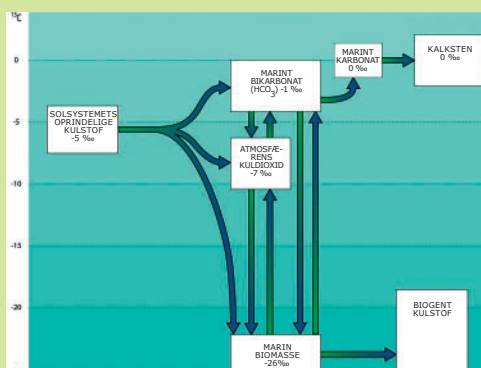 15
°C
0
-5
-10
-15
-20
SOLSYSTEMETS
OPRINDELIGE
KULSTOF
-5 ‰
MARINT
BIKARBONAT
(HCO3) -1 ‰
ATMOSFÆ-
RENS
KULDIOXID
-7 ‰
MARINT
KARBONAT
0 ‰
KALKSTEN
0 ‰
MARIN
BIOMASSE
-26‰
BIOGENT
KULSTOF